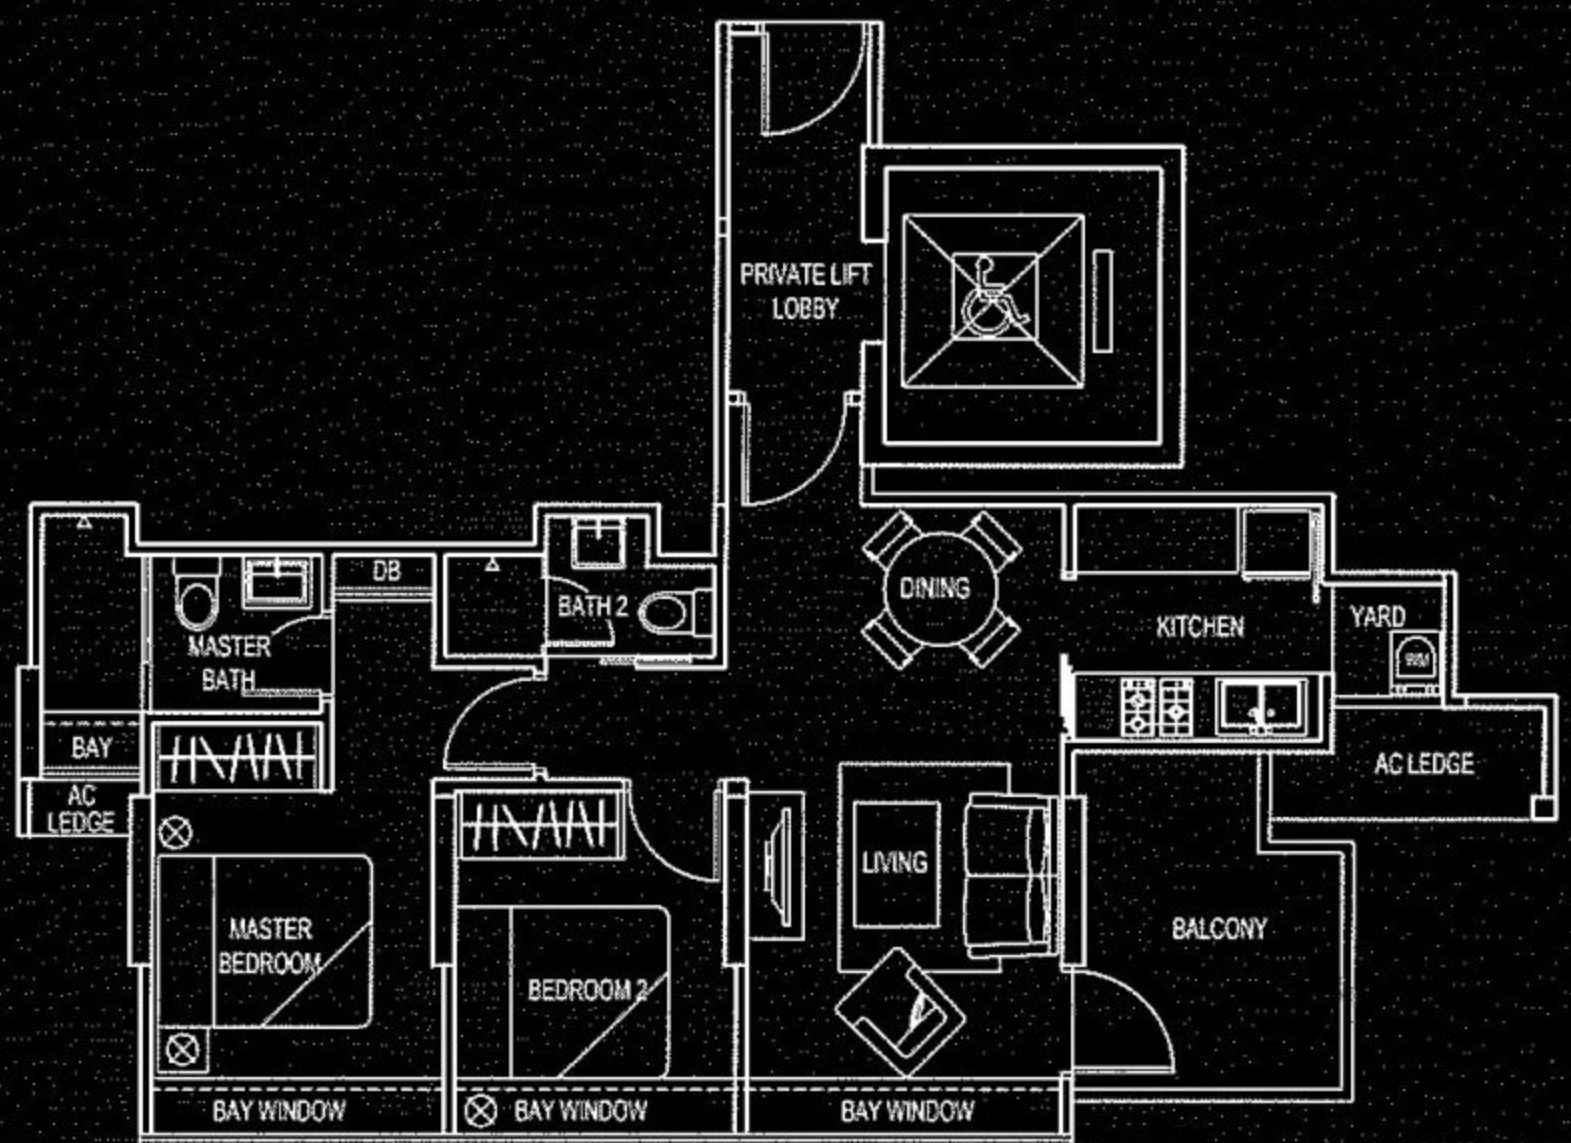 PRIVATE LIFT
LOBBY
DB
BATH 2
DINING
MASTER
BATH
KITCHEN
YARD
WM
BAY
AC
LEDGE
AC LEDGE
LIVING
MASTER
BEDROOM
BALCONY
BEDROOM 2
BAY WINDOW
BAY WINDOW
BAY WINDOW